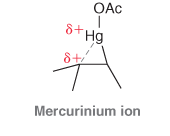 OAc
δ+
Hg
δ+
Mercurinium ion